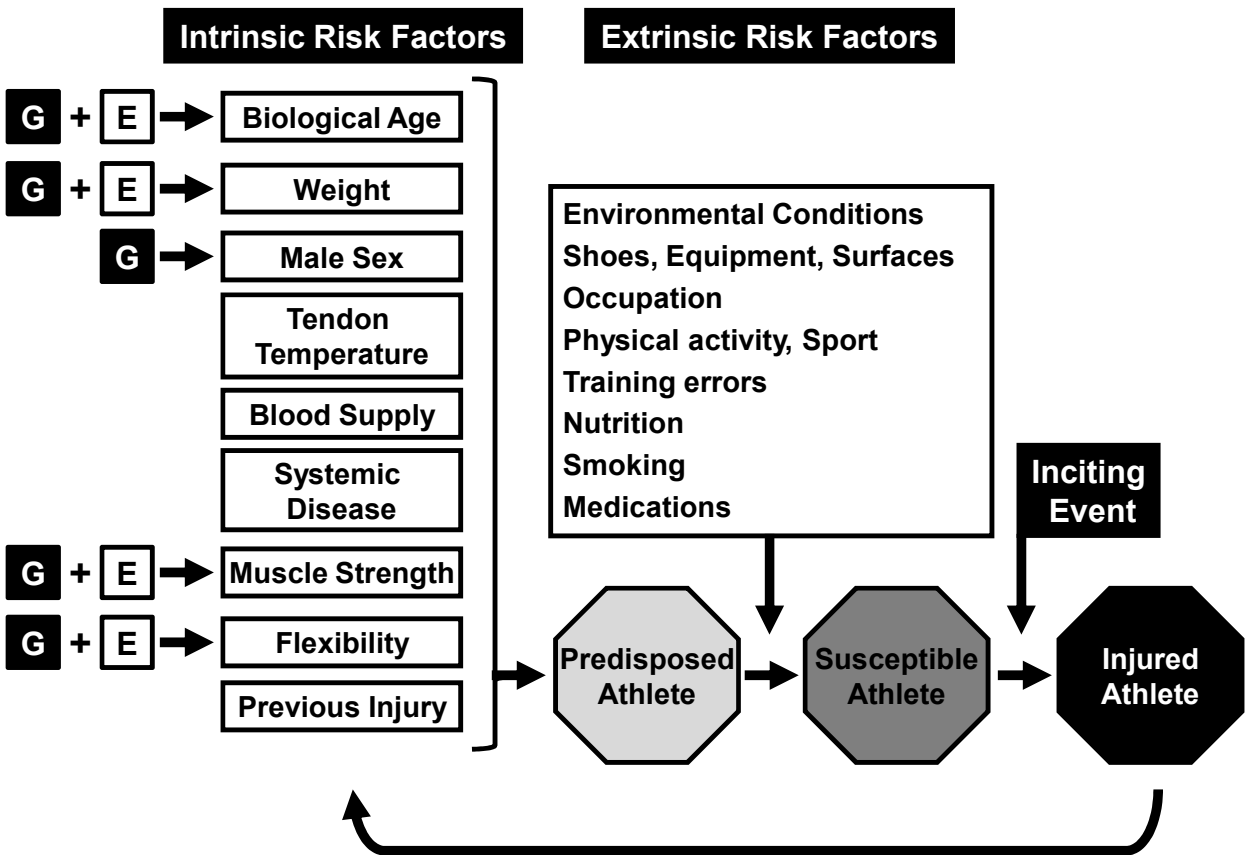 Intrinsic Risk Factors
Extrinsic Risk Factors
G + E Biological Age
G + E Weight
G Male Sex
Tendon
Temperature
Blood Supply
Systemic
Disease
G + E Muscle Strength
G + E Flexibility
Previous Injury
Environmental Conditions
Shoes, Equipment, Surfaces
Occupation
Physical activity, Sport
Training errors
Nutrition
Smoking
Medications
Inciting
Event
Predisposed
Athlete
Susceptible
Athlete
Injured
Athlete